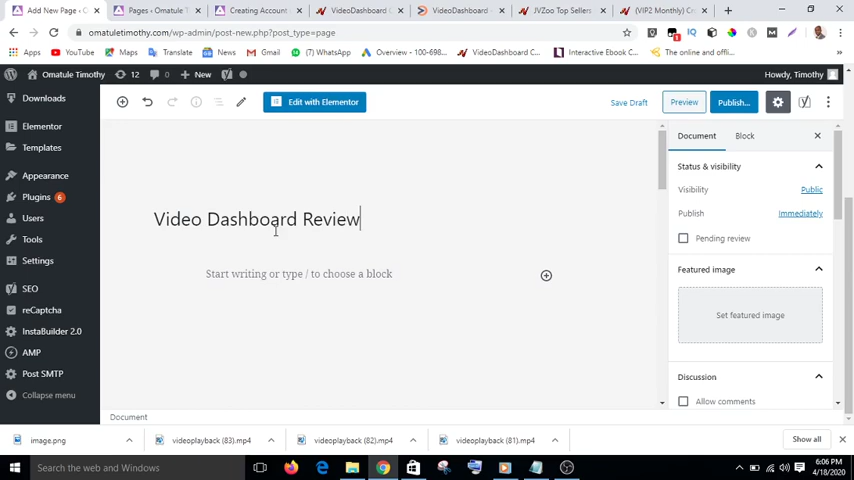 Add New Page ‹ O
Pages ‹ Omatule Tim
Creating Account
VideoDashboard C
VideoDashboard
JVZoo Top Sellers
(VIP2 Monthly) Cr
omatuletimothy.com/wp-admin/post-new.php?post_type=page
Apps
YouTube
Maps
Translate
News
Gmail
(7) WhatsApp
Overview - 100-698...
VideoDashboard C...
Interactive Ebook C...
The online and offi...
Omatule Timothy
12
0
+ New
Howdy, Timothy
Downloads
Elementor
Templates
Appearance
Plugins 6
Users
Tools
Settings
SEO
reCaptcha
InstaBuilder 2.0
AMP
Post SMTP
Collapse menu
Edit with Elementor
Save Draft
Preview
Publish...
Video Dashboard Review
Start writing or type / to choose a block
Document
Block
Status & visibility
Visibility
Public
Publish
Immediately
Pending review
Featured image
Set featured image
Discussion
Allow comments
Document
image.png
videoplayback (83).mp4
videoplayback (82).mp4
videoplayback (81).mp4
Show all
Search the web and Windows
6:06 PM
4/18/2020